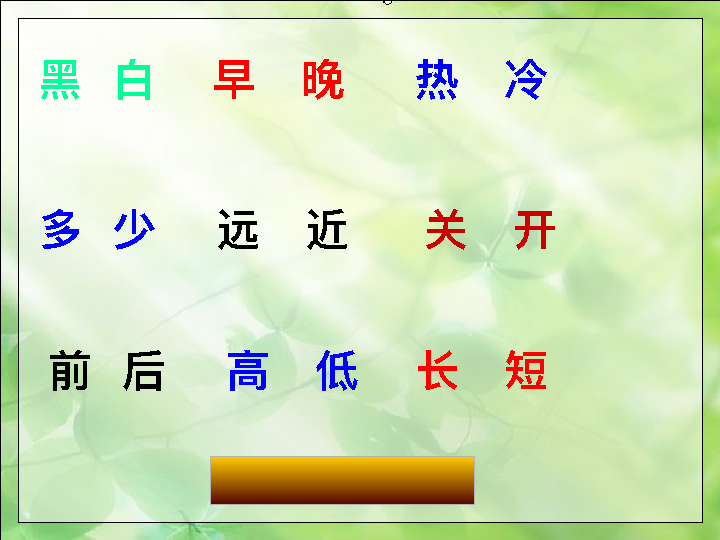 黑 白 早 晚 热 冷
多 少 远 近 关 开
前 后 高 低 长 短